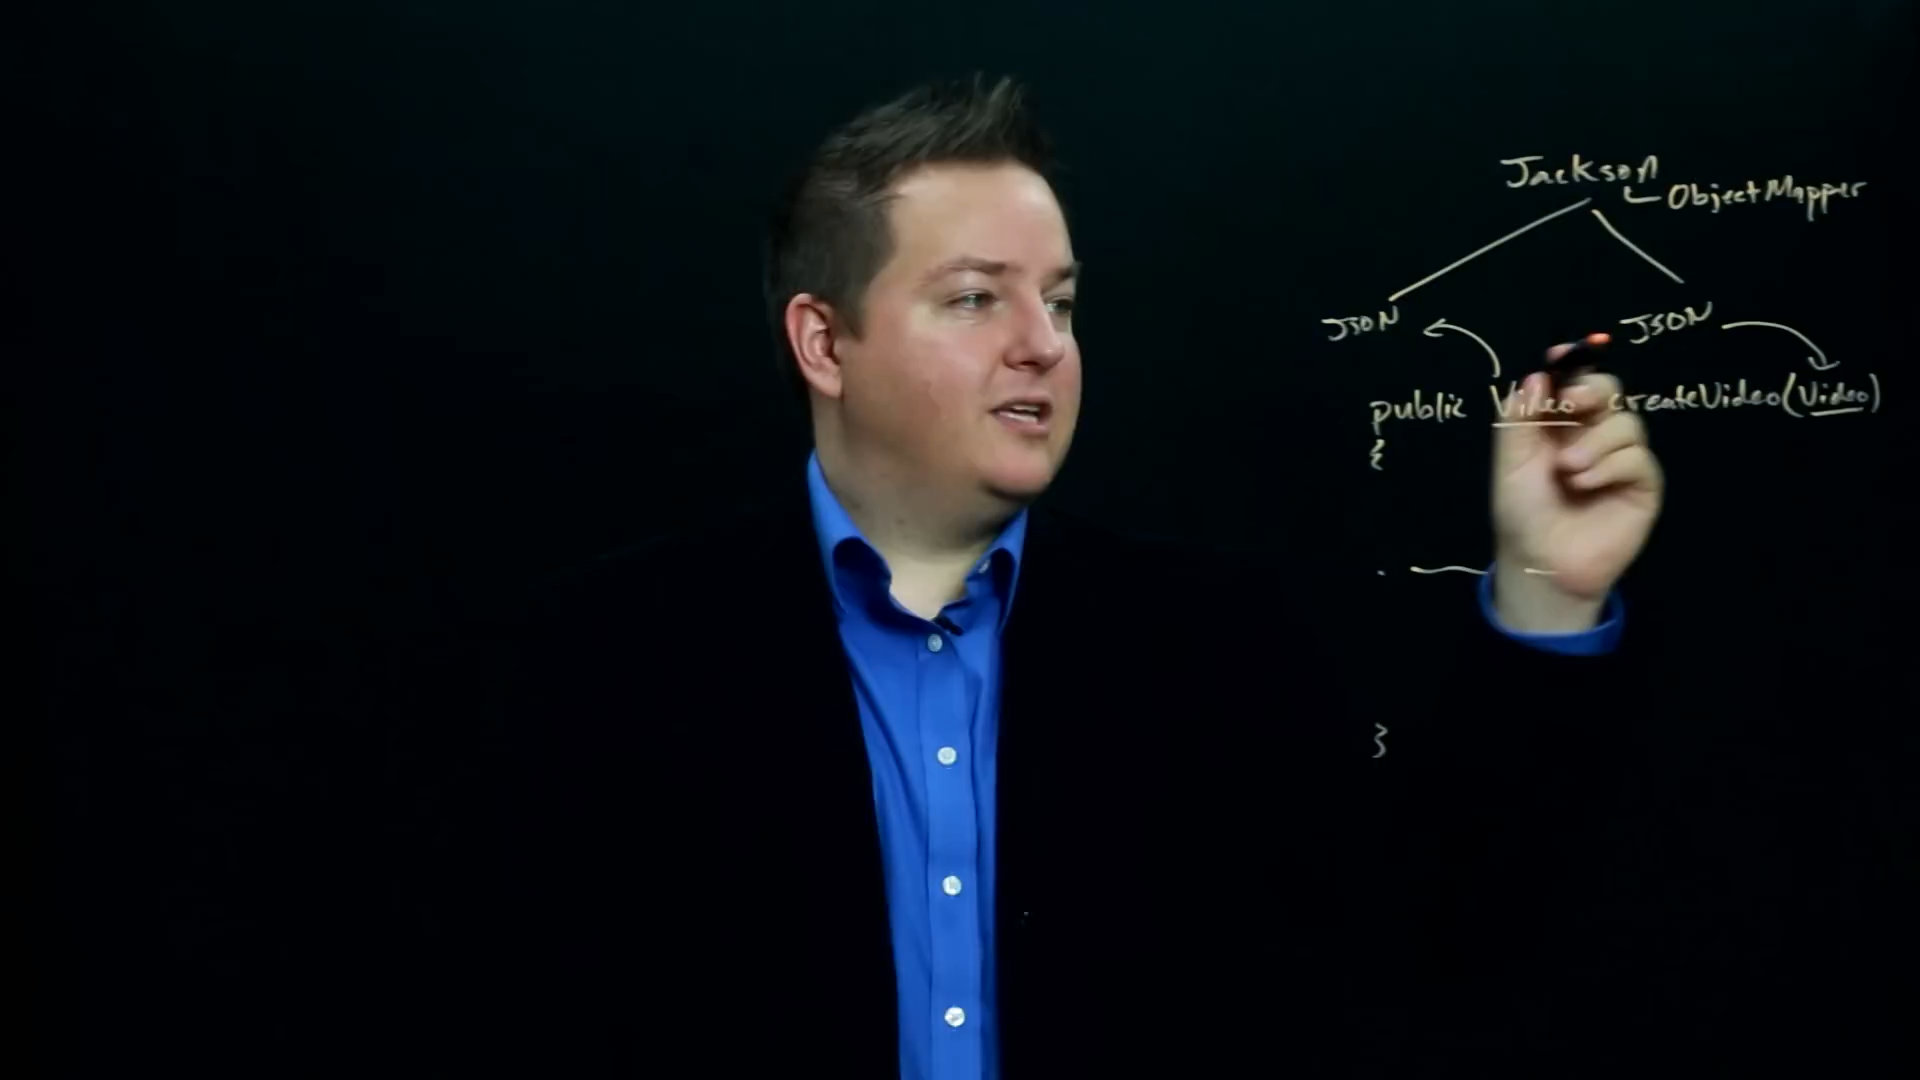 Jackson
ObjectMapper
JSON JSON
public Video createVideo(Video)
{
}